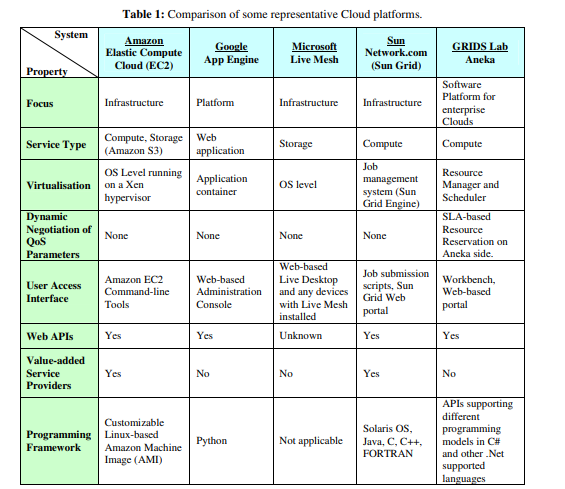 Table 1: Comparison of some representative Cloud platforms.
System
Property
Amazon
Elastic Compute
Cloud (EC2)
Google
App Engine
Microsoft
Live Mesh
Sun
Network.com
(Sun Grid)
GRIDS Lab
Aneka
Focus
Infrastructure
Platform
Infrastructure
Infrastructure
Software
Platform for
enterprise
Clouds
Service Type
Compute, Storage
(Amazon S3)
Web
application
Storage
Compute
Compute
Virtualisation
OS Level running
on a Xen
hypervisor
Application
container
OS level
Job
management
system (Sun
Grid Engine)
Resource
Manager and
Scheduler
Dynamic
Negotiation of
QoS
Parameters
None
None
None
None
SLA-based
Resource
Reservation on
Aneka side.
User Access
Interface
Amazon EC2
Command-line
Tools
Web-based
Administration
Console
Web-based
Live Desktop
and any devices
with Live Mesh
installed
Job submission
scripts, Sun
Grid Web
portal
Workbench,
Web-based
portal
Web APIs
Yes
Yes
Unknown
Yes
Yes
Value-added
Service
Providers
Yes
No
No
Yes
No
Programming
Framework
Customizable
Linux-based
Amazon Machine
Image (AMI)
Python
Not applicable
Solaris OS,
Java, C, C++,
FORTRAN
APIs supporting
different
programming
models in C#
and other .Net
supported
languages